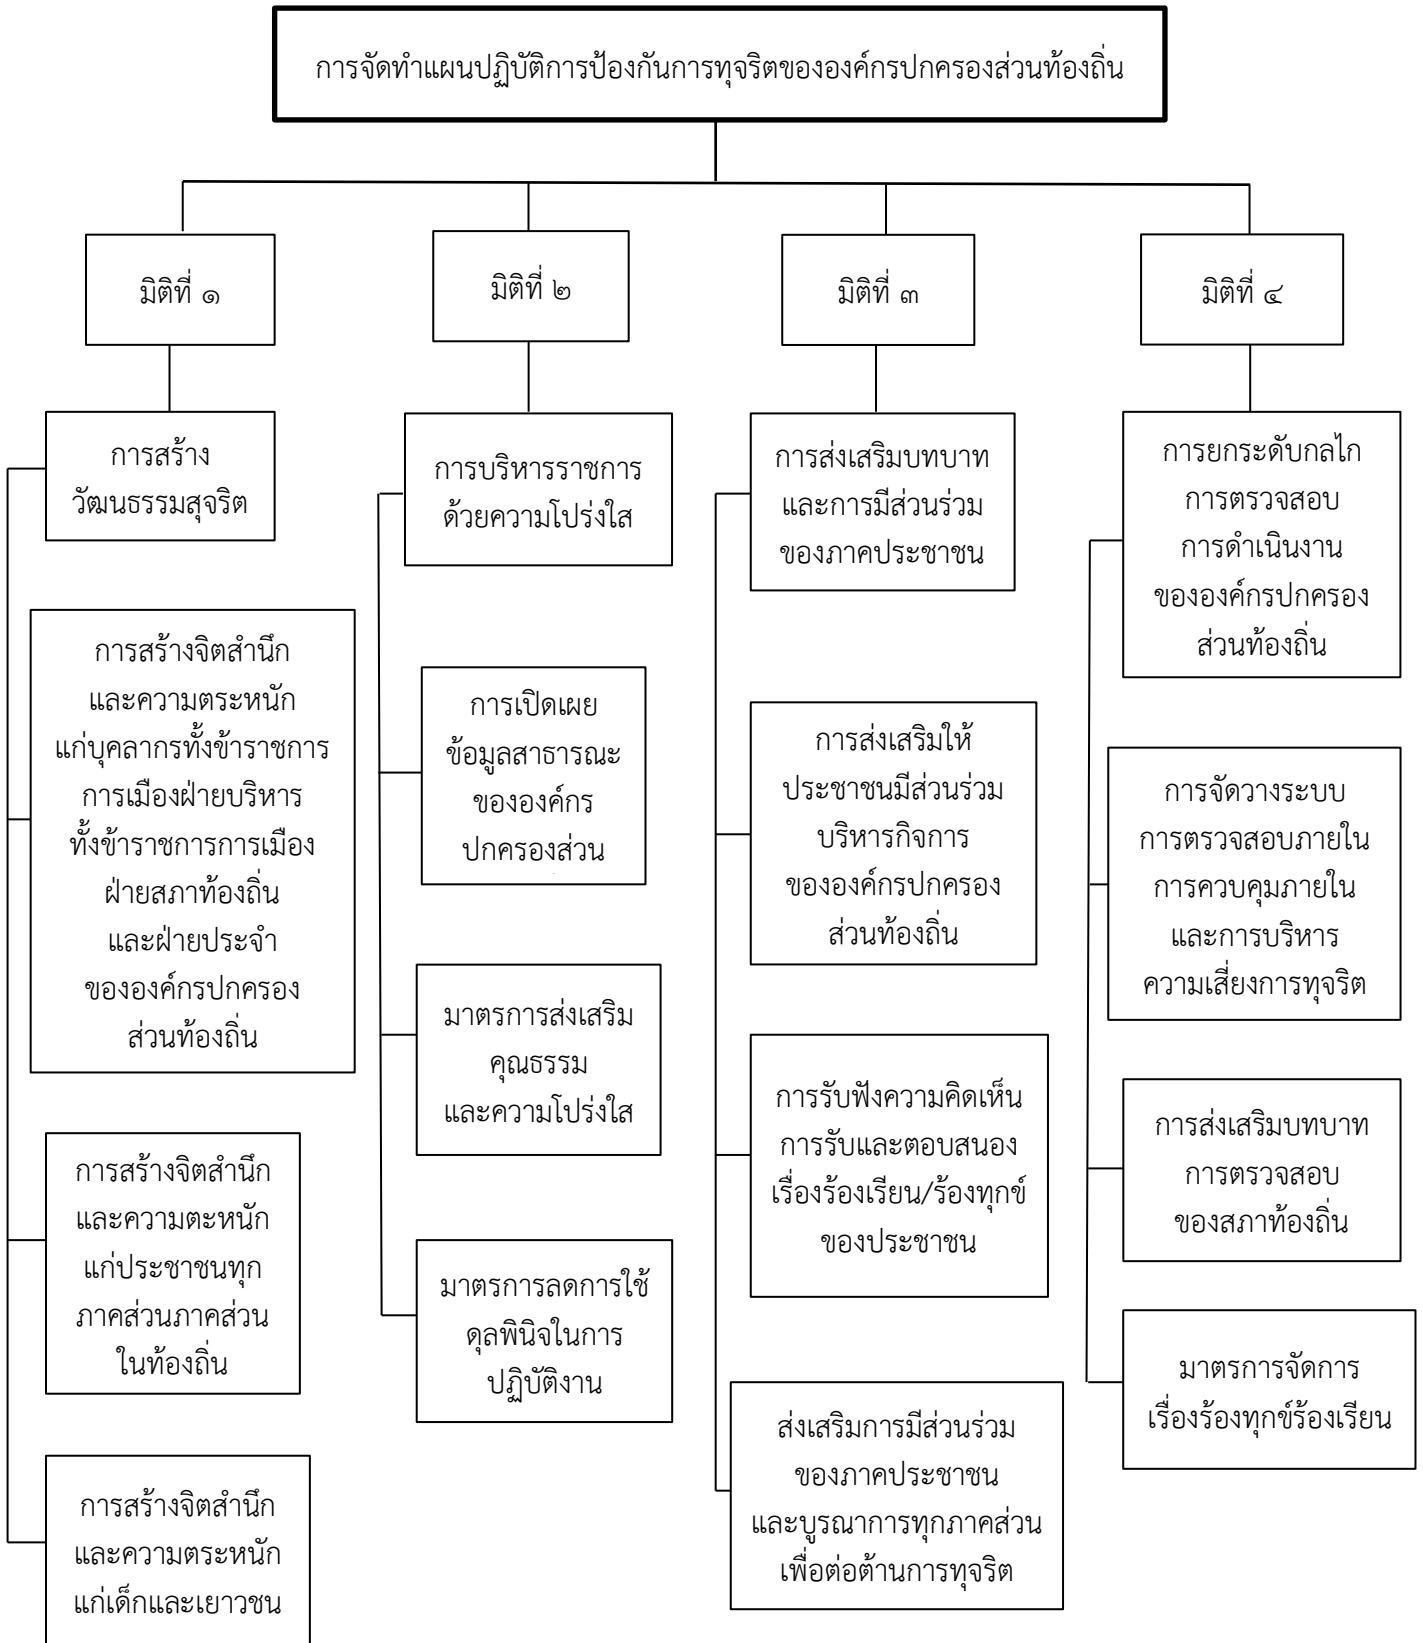 การจัดทำแผนปฏิบัติการป้องกันการทุจริตขององค์กรปกครองส่วนท้องถิ่น
มิติที่ ๑
การสร้าง
วัฒนธรรมสุจริต
การสร้างจิตสำนึก
และความตระหนัก
แก่บุคลากรทั้งข้าราชการ
การเมืองฝ่ายบริหาร
ทั้งข้าราชการการเมือง
ฝ่ายสภาท้องถิ่น
และฝ่ายประจำ
ขององค์กรปกครอง
ส่วนท้องถิ่น
การสร้างจิตสำนึก
และความตะหนัก
แก่ประชาชนทุก
ภาคส่วนภาคส่วน
ในท้องถิ่น
การสร้างจิตสำนึก
และความตระหนัก
แก่เด็กและเยาวชน
มิติที่ ๒
การบริหารราชการ
ด้วยความโปร่งใส
การเปิดเผย
ข้อมูลสาธารณะ
ขององค์กร
ปกครองส่วน
มาตรการส่งเสริม
คุณธรรม
และความโปร่งใส
มาตรการลดการใช้
ดุลพินิจในการ
ปฏิบัติงาน
มิติที่ ๓
การส่งเสริมบทบาท
และการมีส่วนร่วม
ของภาคประชาชน
การส่งเสริมให้
ประชาชนมีส่วนร่วม
บริหารกิจการ
ขององค์กรปกครอง
ส่วนท้องถิ่น
การรับฟังความคิดเห็น
การรับและตอบสนอง
เรื่องร้องเรียน/ร้องทุกข์
ของประชาชน
ส่งเสริมการมีส่วนร่วม
ของภาคประชาชน
และบูรณาการทุกภาคส่วน
เพื่อต่อต้านการทุจริต
มิติที่ ๔
การยกระดับกลไก
การตรวจสอบ
การดำเนินงาน
ขององค์กรปกครอง
ส่วนท้องถิ่น
การจัดวางระบบ
การตรวจสอบภายใน
การควบคุมภายใน
และการบริหาร
ความเสี่ยงการทุจริต
การส่งเสริมบทบาท
การตรวจสอบ
ของสภาท้องถิ่น
มาตรการจัดการ
เรื่องร้องทุกข์ร้องเรียน